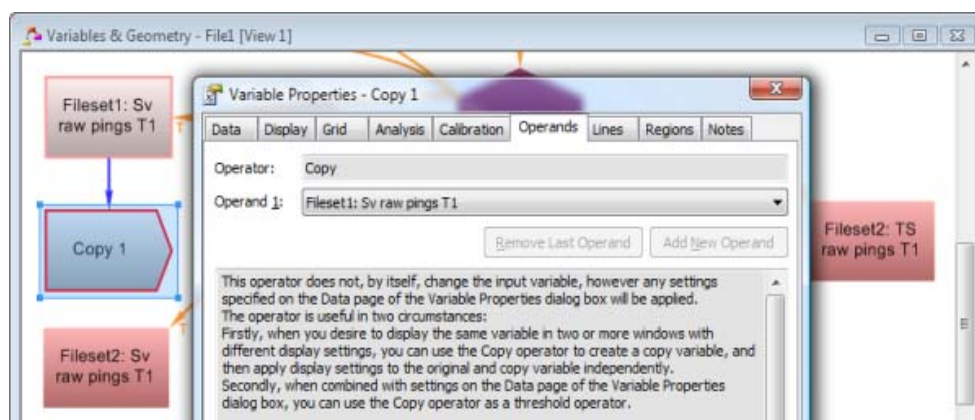 Variables & Geometry - File1 [View 1]
Fileset1: Sv
raw pings T1
T
Copy 1
Fileset2: Sv
raw pings T1
T
Variable Properties - Copy 1
Data Display Grid Analysis Calibration Operands Lines Regions Notes
Operator: Copy
Operand 1: Fileset1: Sv raw pings T1
Remove Last Operand Add New Operand
This operator does not, by itself, change the input variable, however any settings
specified on the Data page of the Variable Properties dialog box will be applied.
The operator is useful in two circumstances:
Firstly, when you desire to display the same variable in two or more windows with
different display settings, you can use the Copy operator to create a copy variable, and
then apply display settings to the original and copy variable independently.
Secondly, when combined with settings on the Data page of the Variable Properties
dialog box, you can use the Copy operator as a threshold operator.
Fileset2: TS
raw pings T1